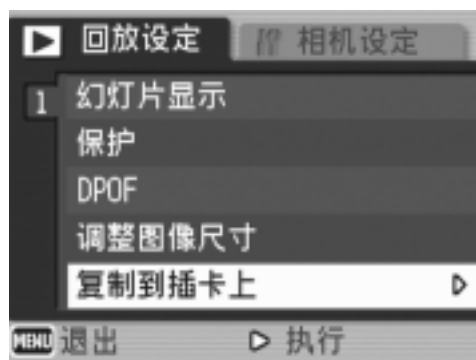 回放设定 相机设定
1 幻灯片显示
保护
DPOF
调整图像尺寸
复制到插卡上
MENU 退出 执行